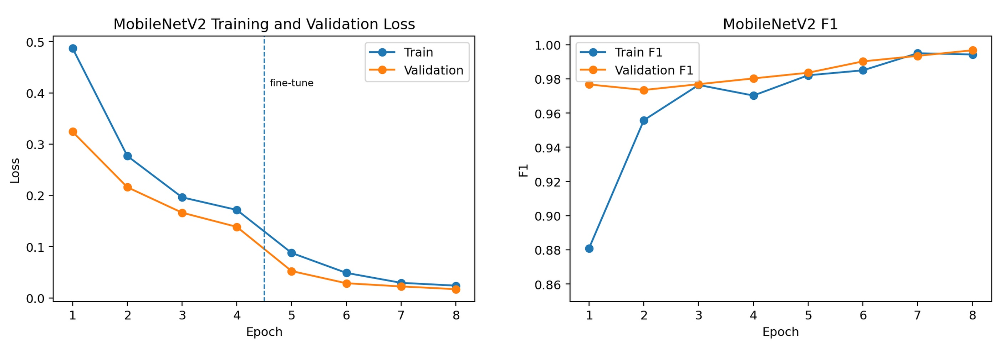 MobileNetV2 Training and Validation Loss
Loss
0.5
0.4
0.3
0.2
0.1
0.0
fine-tune
Train
Validation
1 2 3 4 5 6 7 8
Epoch
MobileNetV2 F1
F1
1.00
0.98
0.96
0.94
0.92
0.90
0.88
0.86
Train F1
Validation F1
1 2 3 4 5 6 7 8
Epoch